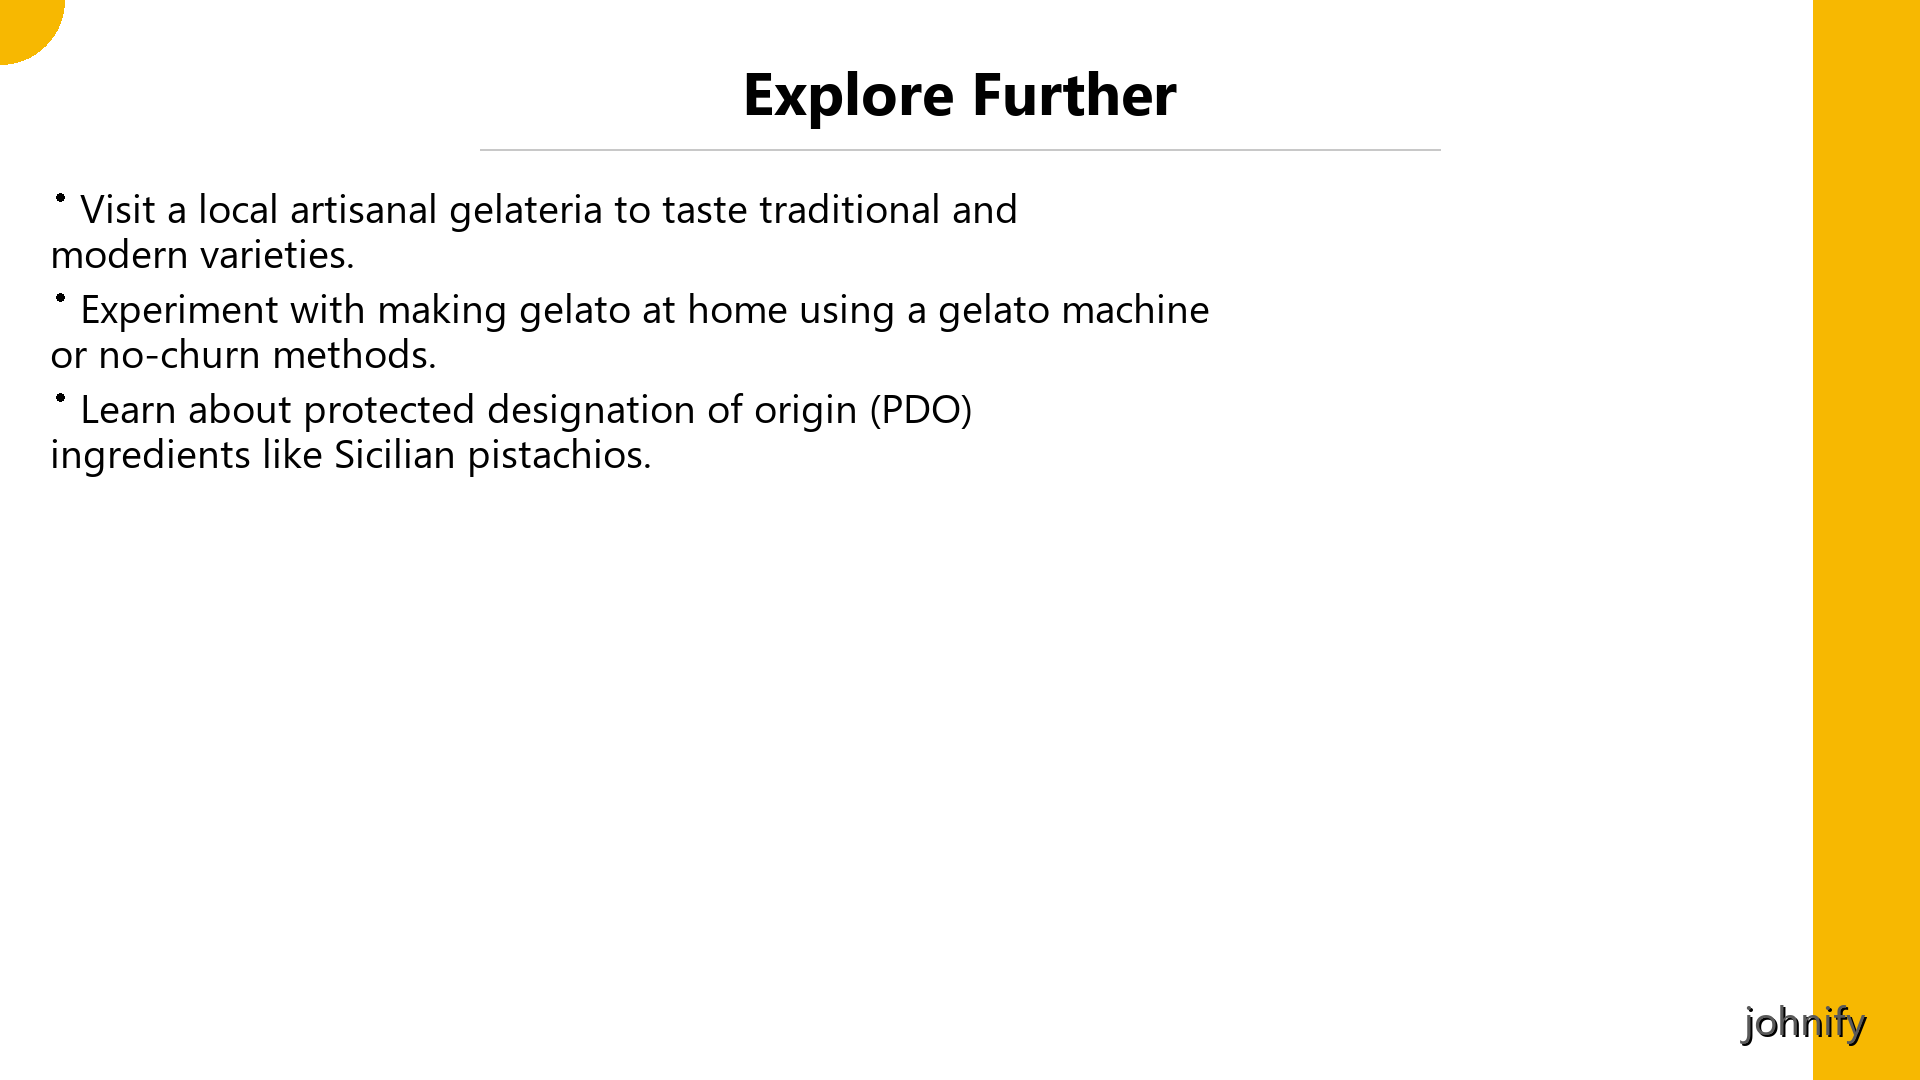 Explore Further
• Visit a local artisanal gelateria to taste traditional and
modern varieties.
• Experiment with making gelato at home using a gelato machine
or no-churn methods.
• Learn about protected designation of origin (PDO)
ingredients like Sicilian pistachios.
johnify